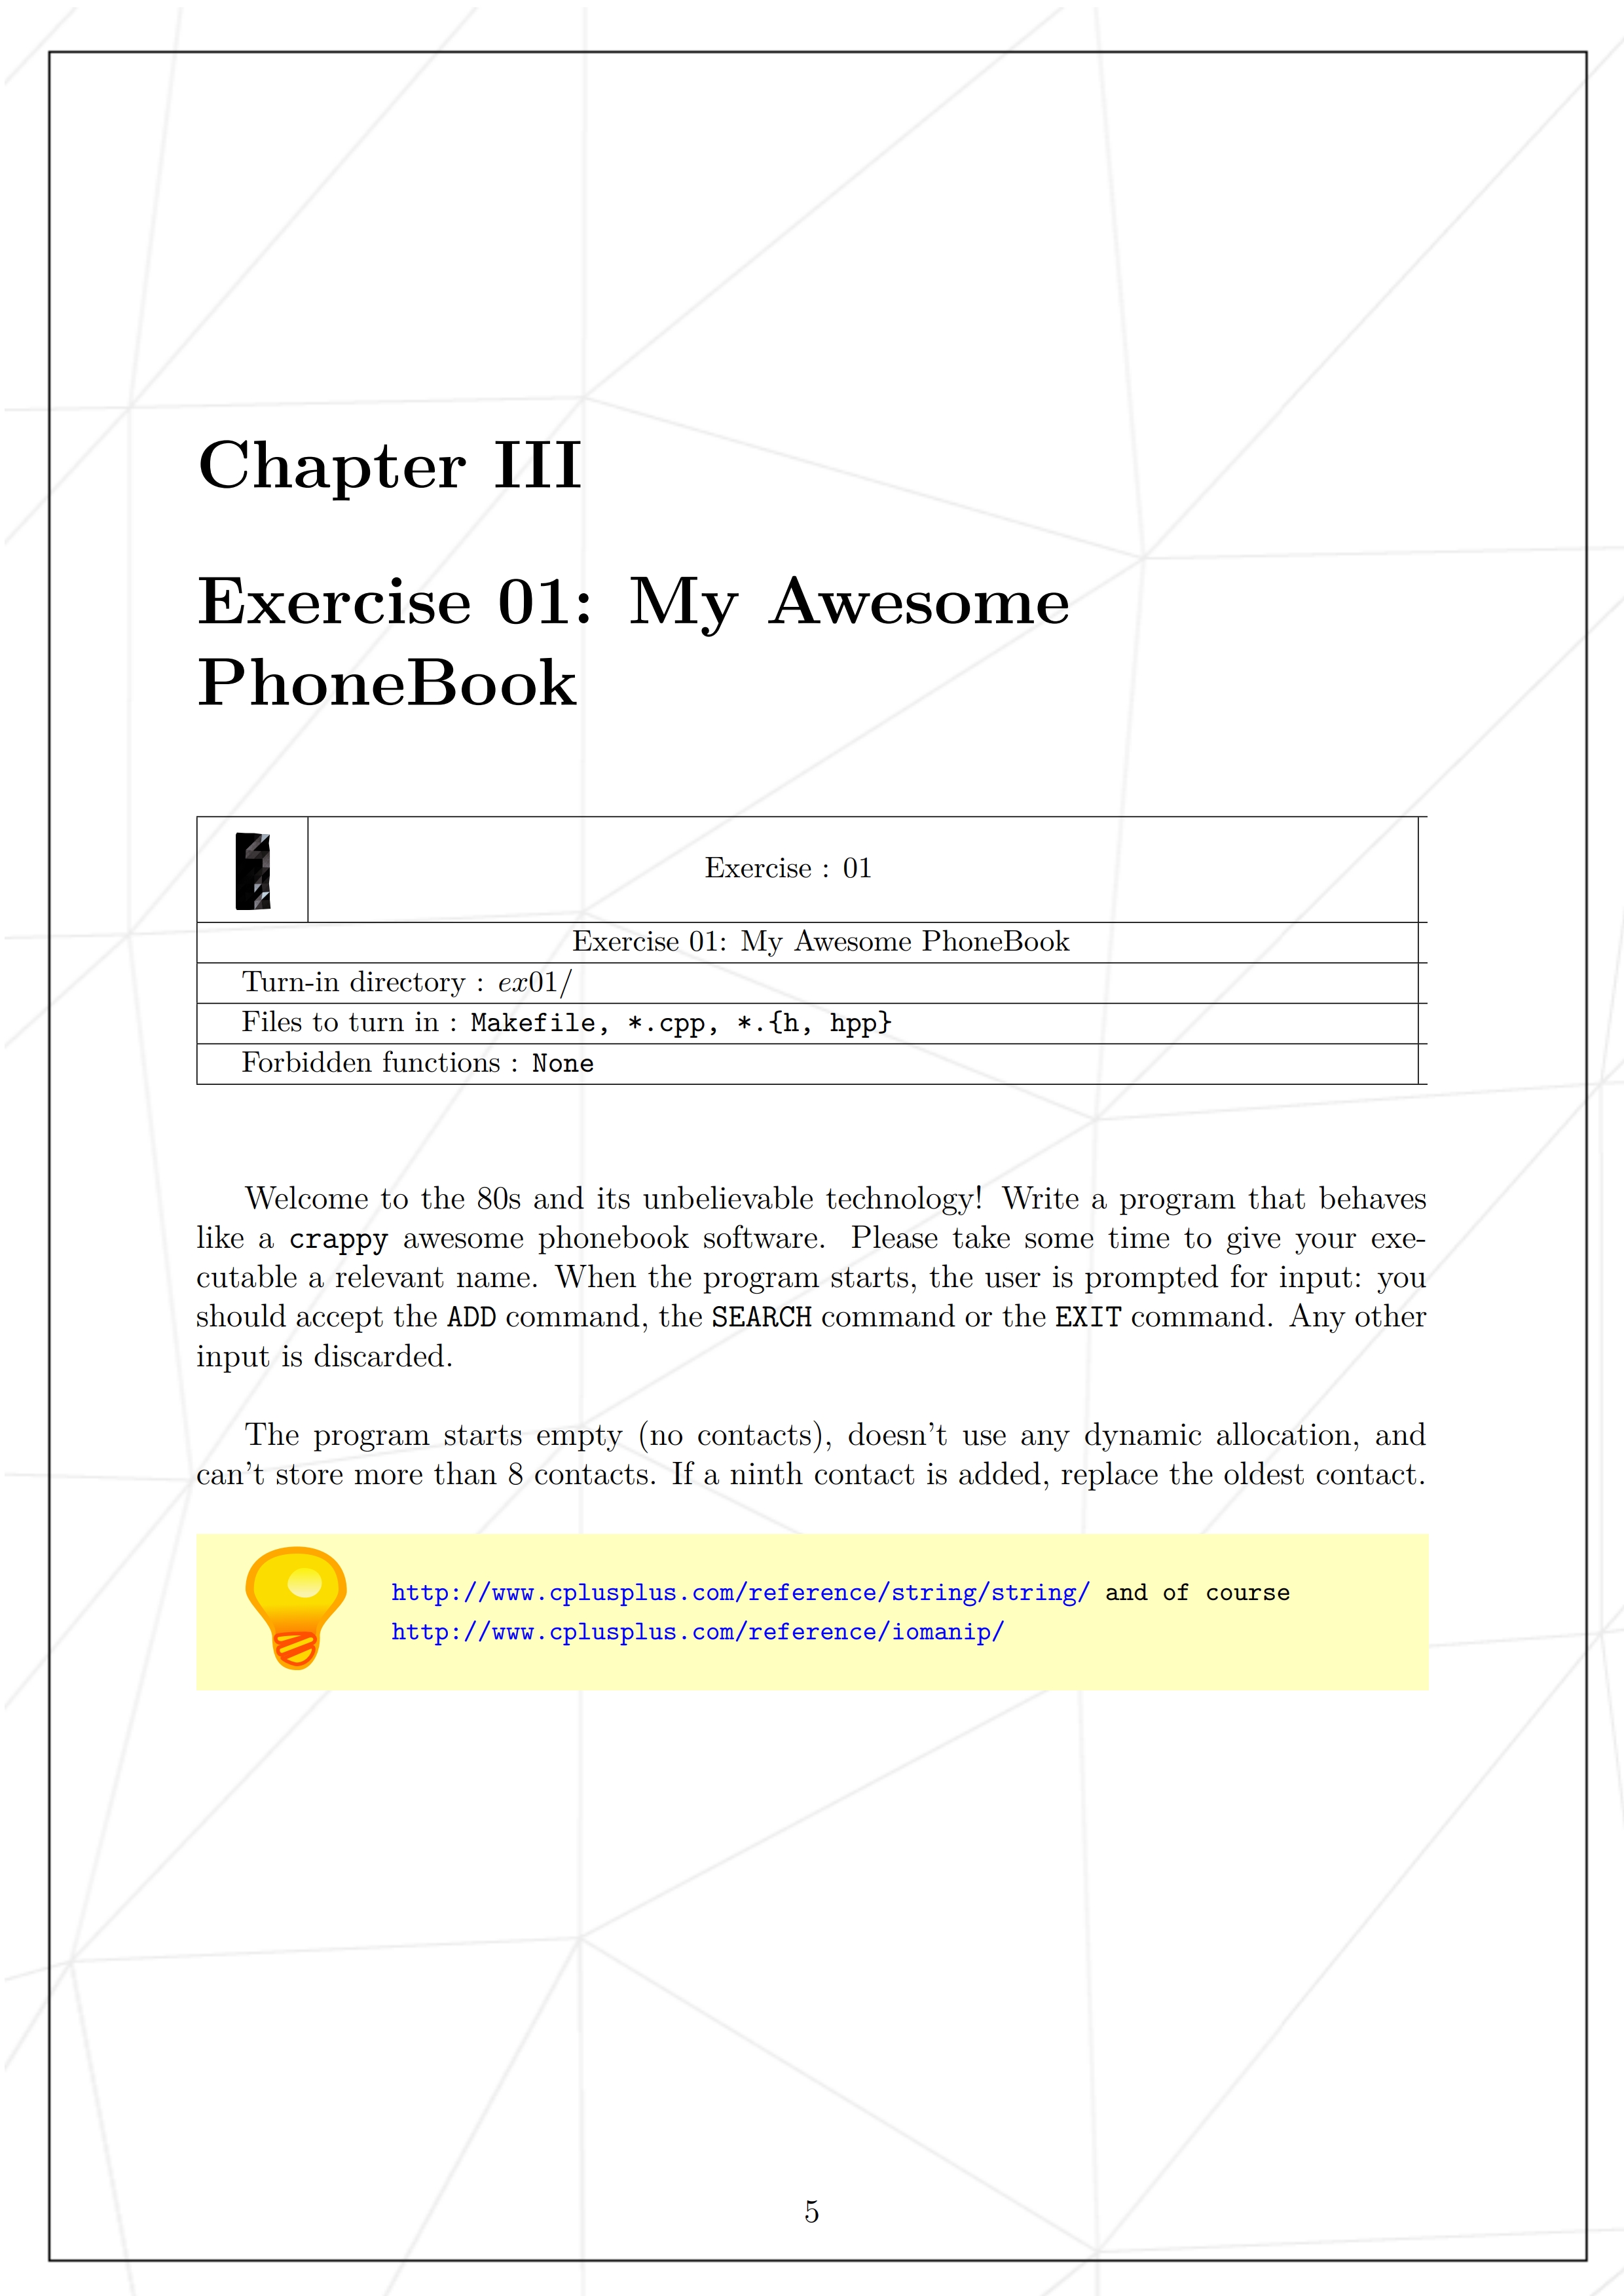 Chapter III
Exercise 01: My Awesome
PhoneBook
Exercise : 01
Exercise 01: My Awesome PhoneBook
Turn-in directory : ex01/
Files to turn in : Makefile, *.cpp, *.{h, hpp}
Forbidden functions : None
Welcome to the 80s and its unbelievable technology! Write a program that behaves
like a crappy awesome phonebook software. Please take some time to give your exe-
cutable a relevant name. When the program starts, the user is prompted for input: you
should accept the ADD command, the SEARCH command or the EXIT command. Any other
input is discarded.
The program starts empty (no contacts), doesn't use any dynamic allocation, and
can't store more than 8 contacts. If a ninth contact is added, replace the oldest contact.
http://www.cplusplus.com/reference/string/string/ and of course
http://www.cplusplus.com/reference/iomanip/
5